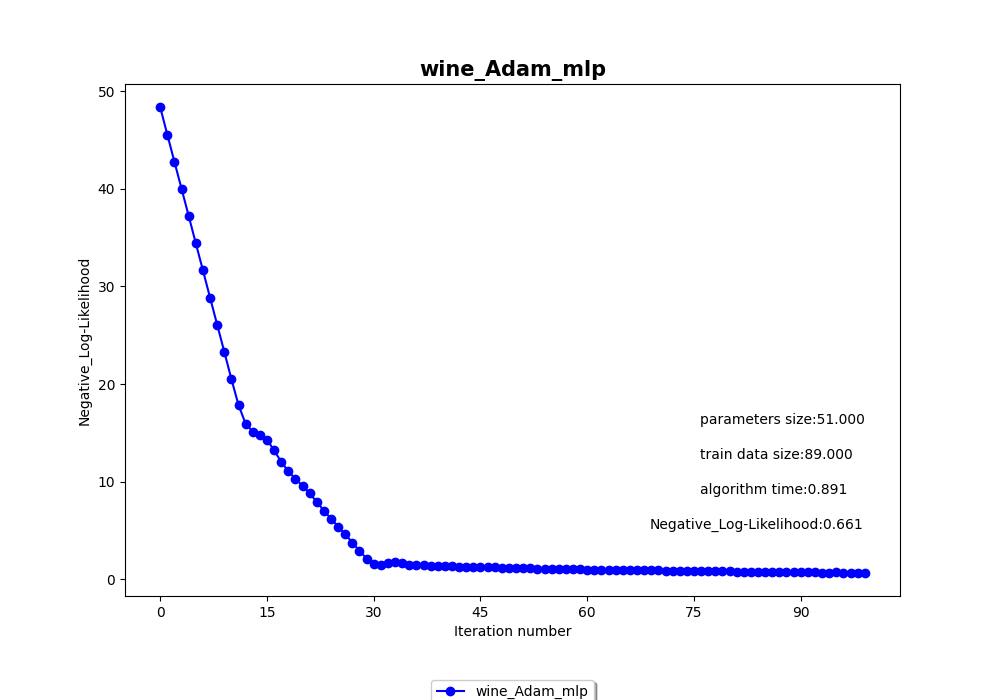 wine_Adam_mlp
50
40
30
20
10
0
Negative_Log-Likelihood
parameters size:51.000
train data size:89.000
algorithm time:0.891
Negative_Log-Likelihood:0.661
0 15 30 45 60 75 90
Iteration number
wine_Adam_mlp